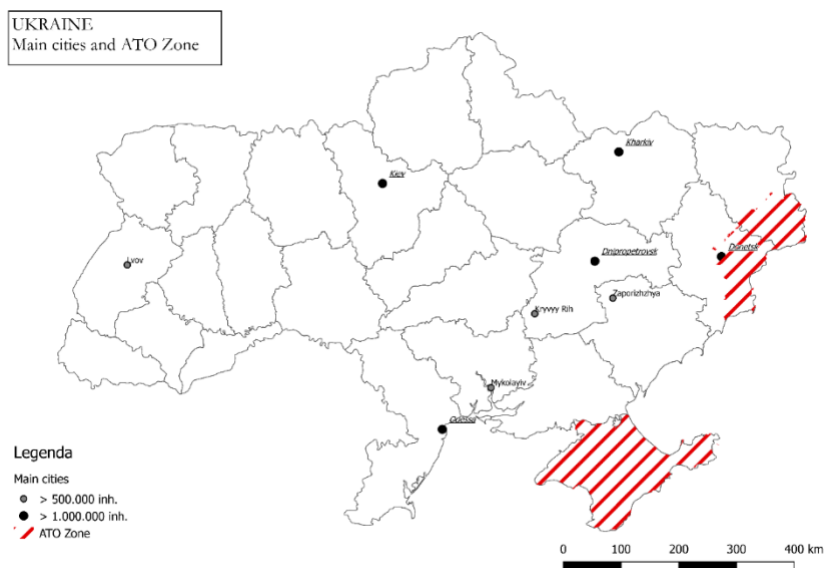 UKRAINE
Main cities and ATO Zone
Kharkiv
Kiev
Donetsk
Dnipropetrovsk
Lvov
Zaporizhzhya
Kryvyy Rih
Mykolayiv
Odessa
Legenda
Main cities
> 500.000 inh.
> 1.000.000 inh.
ATO Zone
0 100 200 300 400 km